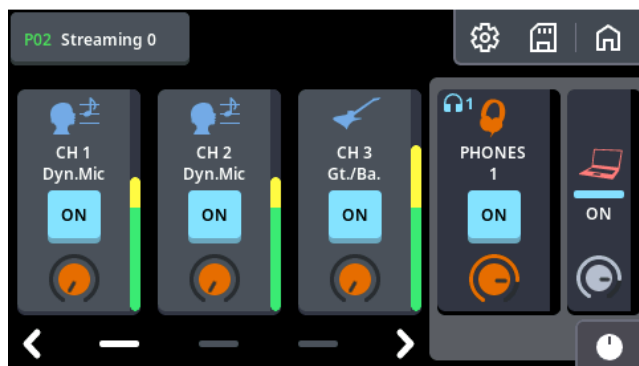 P02 Streaming 0
CH 1
Dyn.Mic
ON
CH 2
Dyn.Mic
ON
CH 3
Gt./Ba.
ON
1
PHONES
1
ON
ON